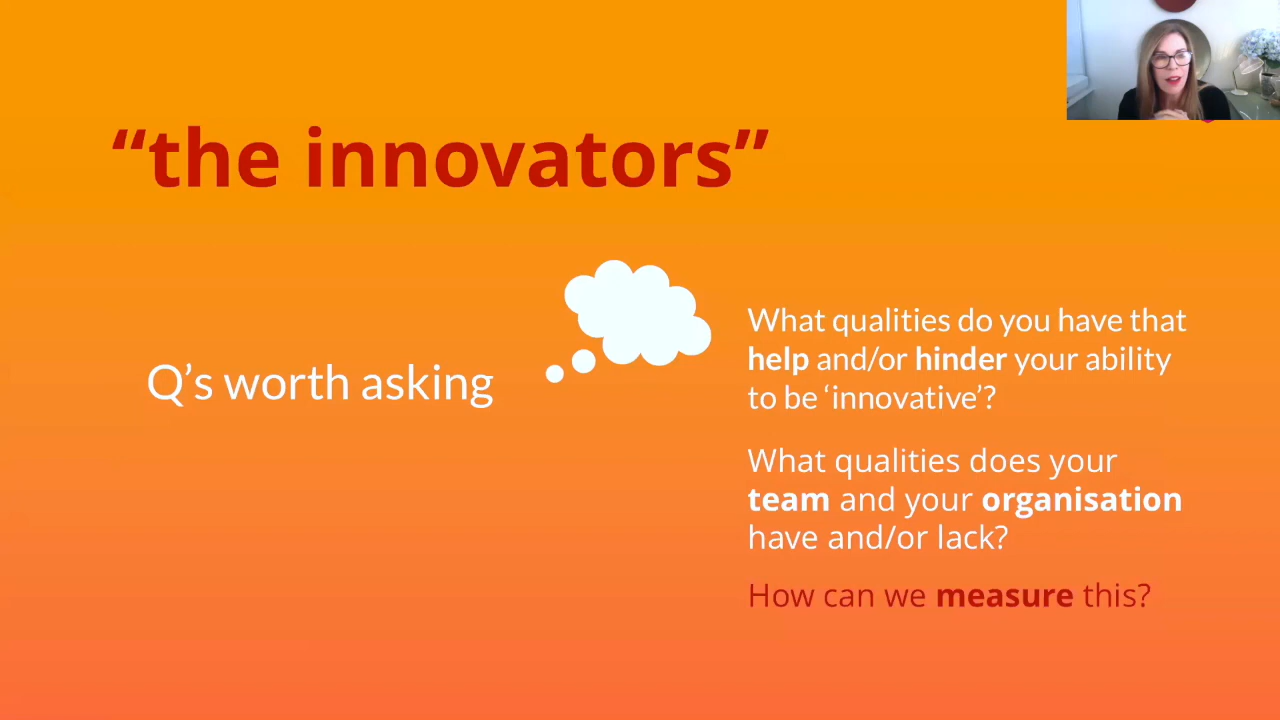 “the innovators”
Q’s worth asking
What qualities do you have that
help and/or hinder your ability
to be ‘innovative’?
What qualities does your
team and your organisation
have and/or lack?
How can we measure this?